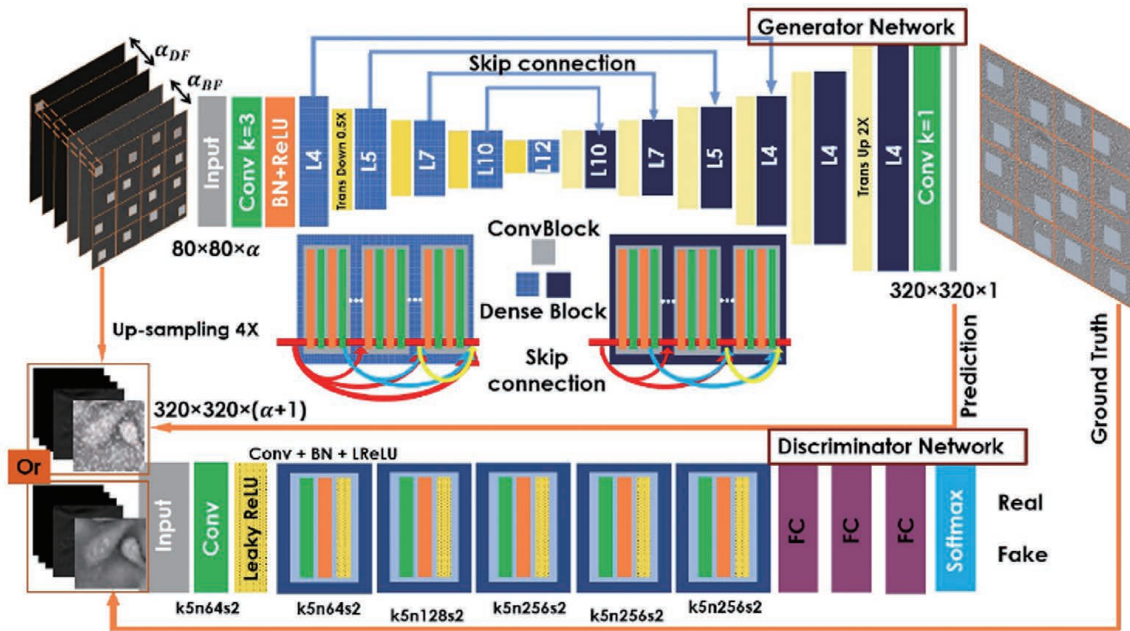 Generator Network
α_DF
α_BF
Skip connection
Input
Conv k=3
BN+ReLU
L4
Trans Down 0.5X
L5
L7
L10
L12
L10
L7
L5
L4
L4
Trans Up 2X
L4
Conv k=1
80×80×α
ConvBlock
Dense Block
320×320×1
Up-sampling 4X
Skip
connection
Prediction
Ground Truth
320×320×(α+1)
Discriminator Network
Or
Conv + BN + LReLU
Input
Conv
Leaky ReLU
FC
FC
FC
Softmax
Real
Fake
k5n64s2
k5n64s2
k5n128s2
k5n256s2
k5n256s2
k5n256s2